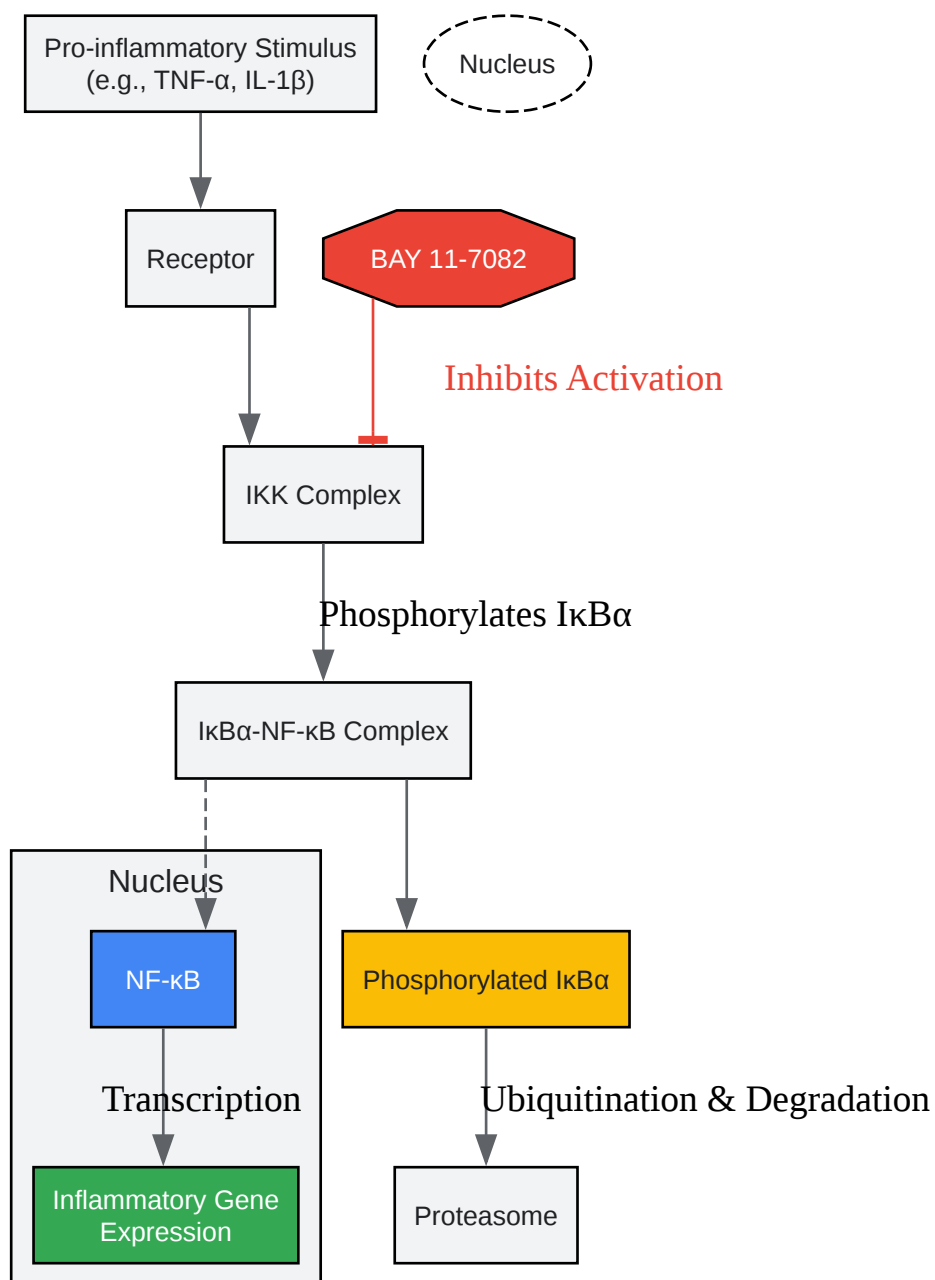 Pro-inflammatory Stimulus
(e.g., TNF-α, IL-1β)
Nucleus
Receptor
BAY 11-7082
Inhibits Activation
IKK Complex
Phosphorylates IκBα
IκBα-NF-κB Complex
Nucleus
NF-κB
Phosphorylated IκBα
Transcription
Ubiquitination & Degradation
Inflammatory Gene
Expression
Proteasome